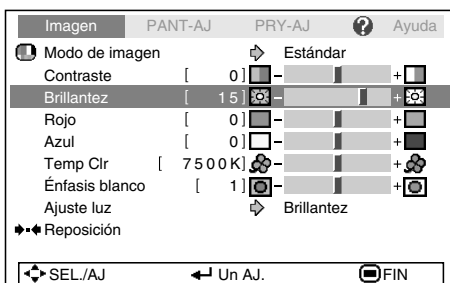 Imagen PANT-AJ PRY-AJ ? Ayuda
Modo de imagen Estándar
Contraste [ 0] - +
Brillantez [ 15] - +
Rojo [ 0] - +
Azul [ 0] - +
Temp Clr [ 7500K] - +
Énfasis blanco [ 1] - +
Ajuste luz Brillantez
Reposición
SEL./AJ Un AJ. FIN